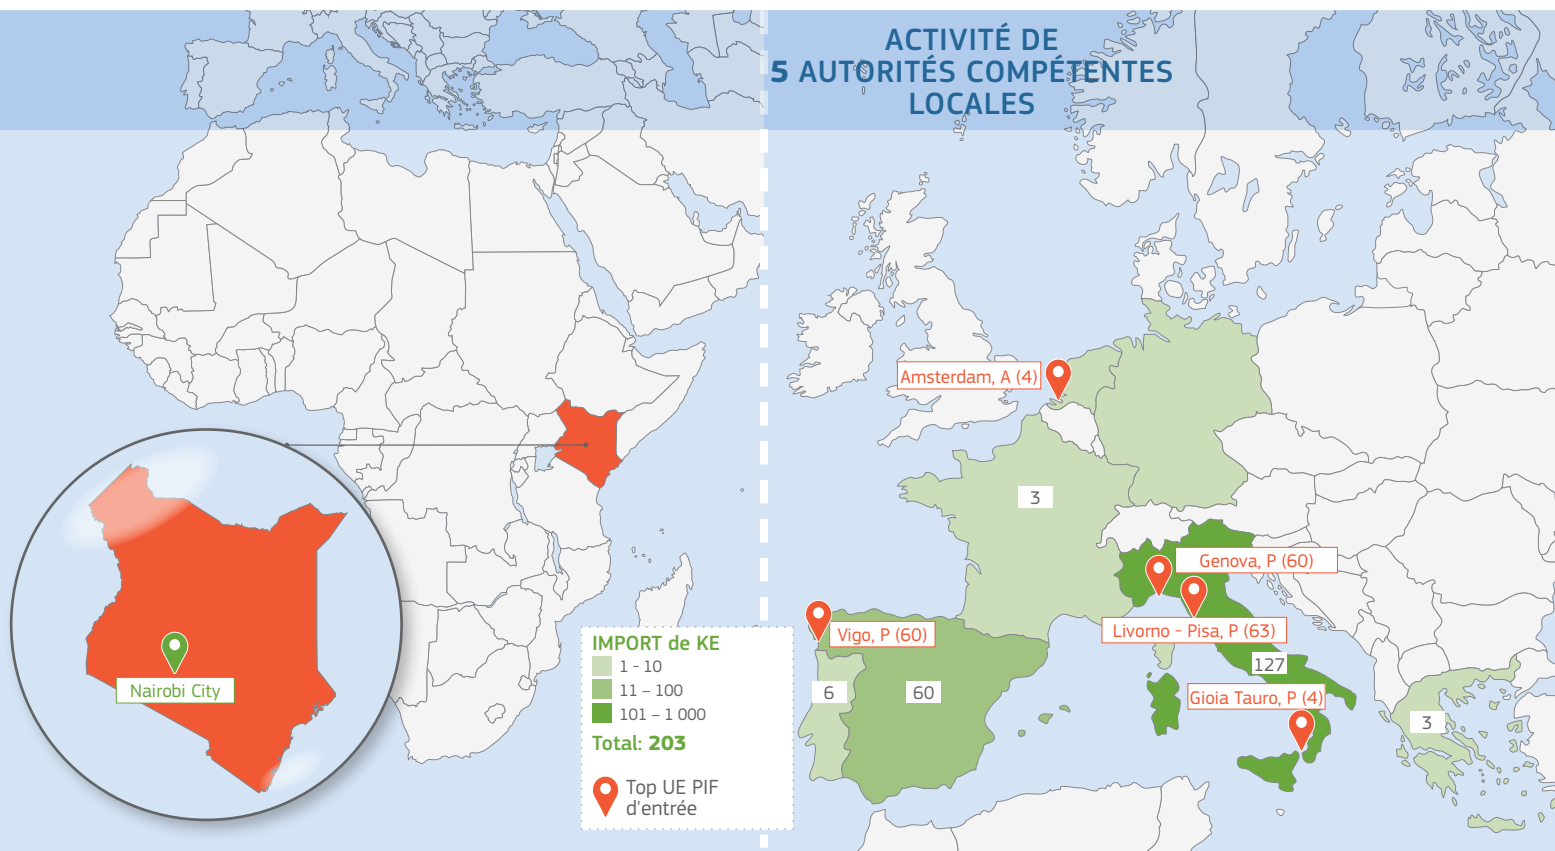 ACTIVITÉ DE
5 AUTORITÉS COMPÉTENTES
LOCALES
Amsterdam, A (4)
3
Genova, P (60)
Vigo, P (60)
Livorno - Pisa, P (63)
127
6
60
Gioia Tauro, P (4)
3
Nairobi City
IMPORT de KE
1 - 10
11 – 100
101 – 1 000
Total: 203
Top UE PIF
d'entrée